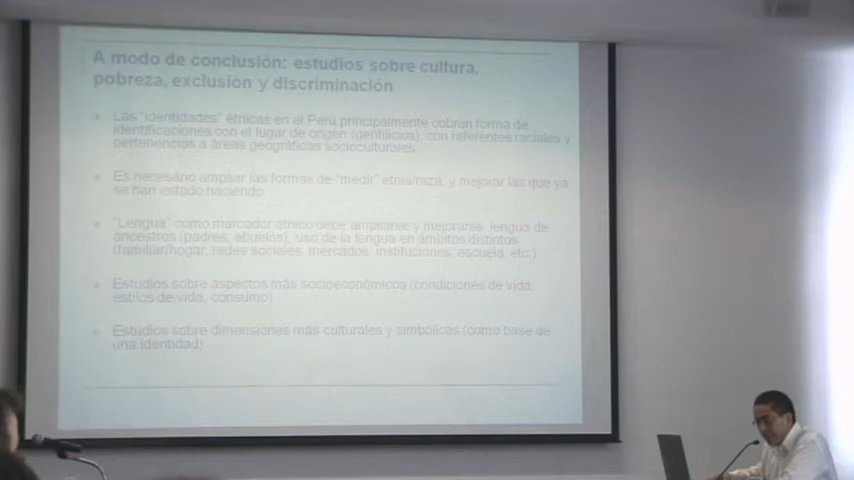 A modo de conclusión: estudios sobre cultura,
pobreza, exclusión y discriminación
Las "identidades" étnicas en el Perú principalmente cobran forma de
identificaciones con el lugar de origen (gentilicios), con referentes raciales y
pertenencias a áreas geográficas socioculturales.
Es necesario ampliar las formas de "medir" etnia/raza, y mejorar las que ya
se han estado haciendo.
"Lengua" como marcador étnico debe ampliarse y mejorarse: lengua de
ancestros (padres, abuelos), uso de la lengua en ámbitos distintos
(familiar/hogar, redes sociales, mercados, instituciones, escuela, etc.)
Estudios sobre aspectos más socioeconómicos (condiciones de vida,
estilos de vida, consumo)
Estudios sobre dimensiones más culturales y simbólicas (como base de
una identidad).